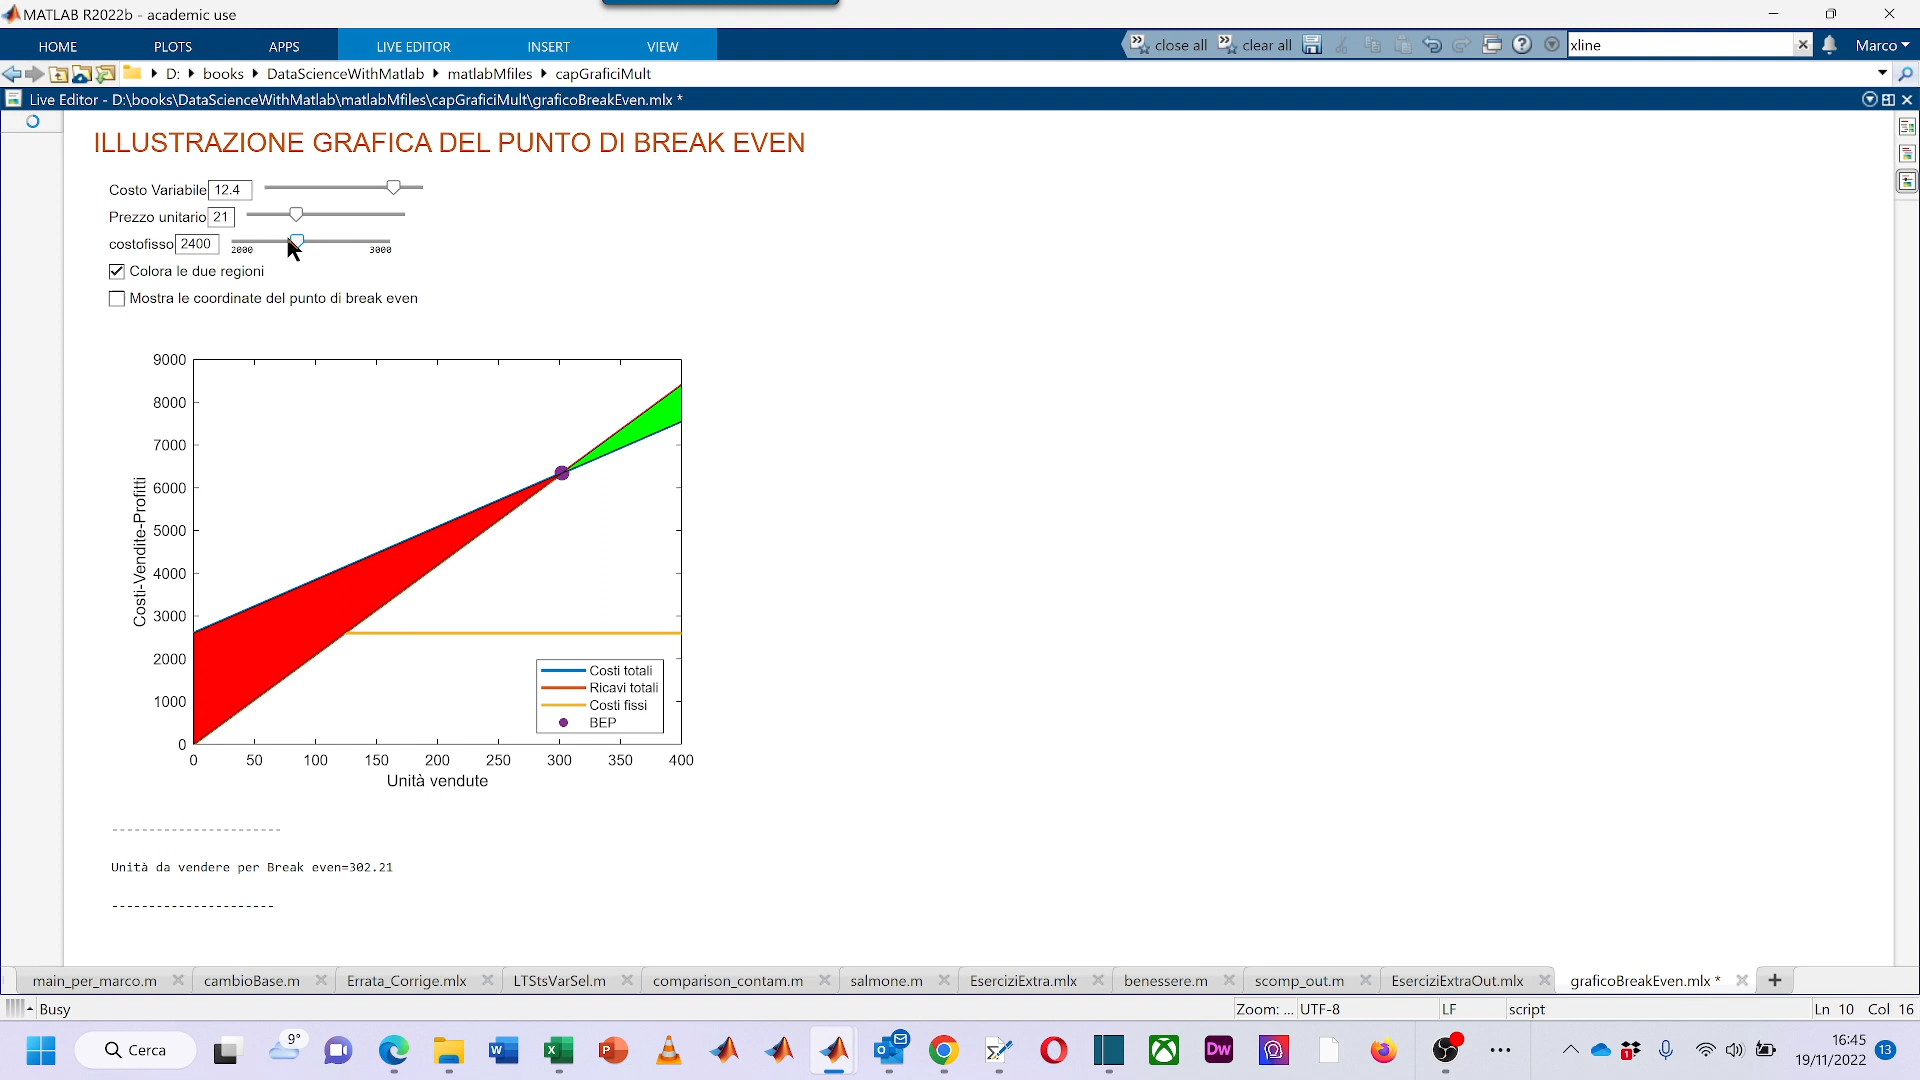 MATLAB R2022b - academic use
HOME PLOTS APPS LIVE EDITOR INSERT VIEW close all clear all xline Marco
D: books DataScienceWithMatlab matlabMfiles capGraficiMult
Live Editor - D:\books\DataScienceWithMatlab\matlabMfiles\capGraficiMult\graficoBreakEven.mlx *
ILLUSTRAZIONE GRAFICA DEL PUNTO DI BREAK EVEN
Costo Variabile 12.4
Prezzo unitario 21
costofisso 2400 2000 3000
Colora le due regioni
Mostra le coordinate del punto di break even
9000
8000
7000
6000
5000
4000
3000
2000
1000
0
Costi-Vendite-Profitti
Costi totali
Ricavi totali
Costi fissi
BEP
0 50 100 150 200 250 300 350 400
Unità vendute
-----------------------
Unità da vendere per Break even=302.21
----------------------
main_per_marco.m cambioBase.m Errata_Corrige.mlx LTStsVarSel.m comparison_contam.m salmone.m EserciziExtra.mlx benessere.m scomp_out.m EserciziExtraOut.mlx graficoBreakEven.mlx *
Busy Zoom: ... UTF-8 LF script Ln 10 Col 16
Cerca 9° W X P Dw 1 16:45 13
19/11/2022